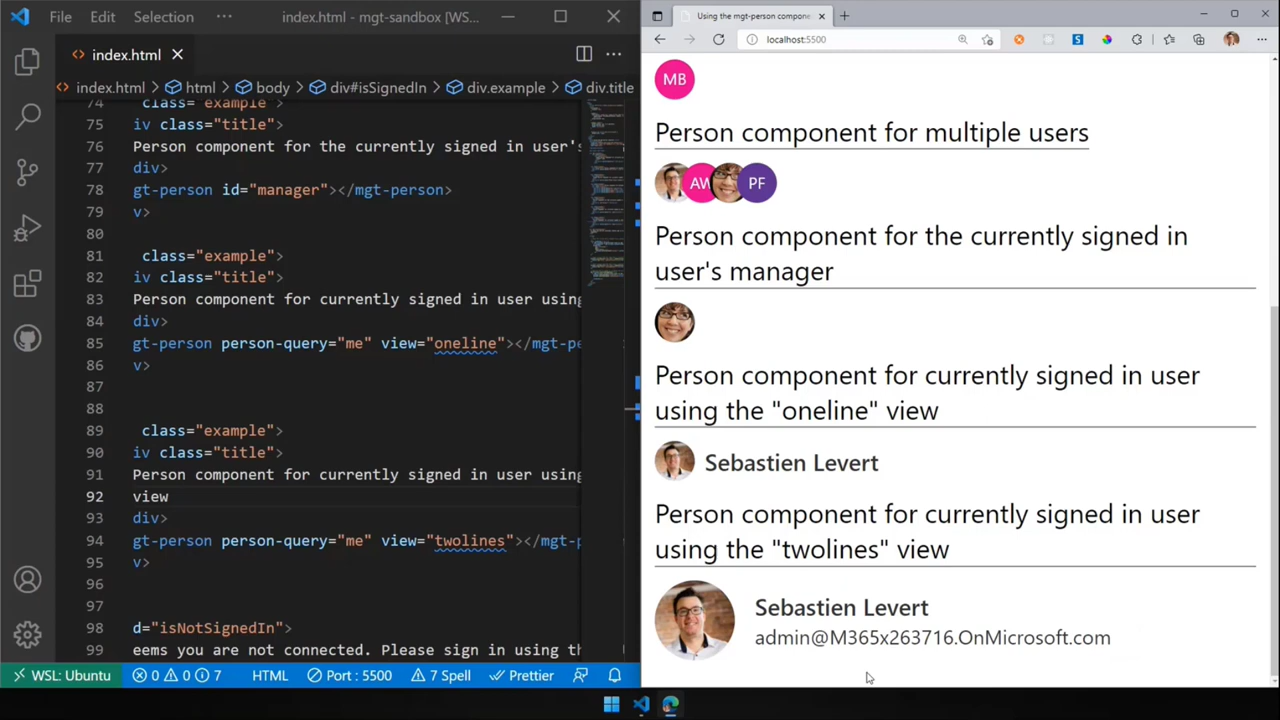 File Edit Selection ··· index.html - mgt-sandbox [WS...
index.html
index.html > html > body > div#isSignedIn > div.example > div.title
74 class="example">
75 iv class="title">
76 Person component for the currently signed in user's
77 div>
78 gt-person id="manager"></mgt-person>
79 v>
80
81 class="example">
82 iv class="title">
83 Person component for currently signed in user using
84 div>
85 gt-person person-query="me" view="oneline"></mgt-pe
86 v>
87
88
89 class="example">
90 iv class="title">
91 Person component for currently signed in user using
92 view
93 div>
94 gt-person person-query="me" view="twolines"></mgt-p
95 v>
96
97
98 d="isNotSignedIn">
99 eems you are not connected. Please sign in using th
WSL: Ubuntu 0 0 7 HTML Port : 5500 7 Spell Prettier
Using the mgt-person compone
localhost:5500
MB
Person component for multiple users
AW PF
Person component for the currently signed in
user's manager
Person component for currently signed in user
using the "oneline" view
Sebastien Levert
Person component for currently signed in user
using the "twolines" view
Sebastien Levert
admin@M365x263716.OnMicrosoft.com